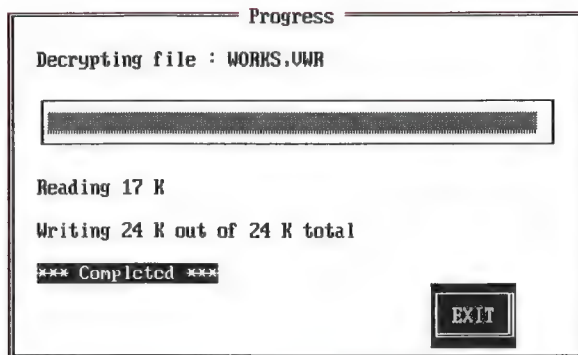 Progress
Decrypting file : WORKS.VWR
Reading 17 K
Writing 24 K out of 24 K total
*** Completed ***
EXIT